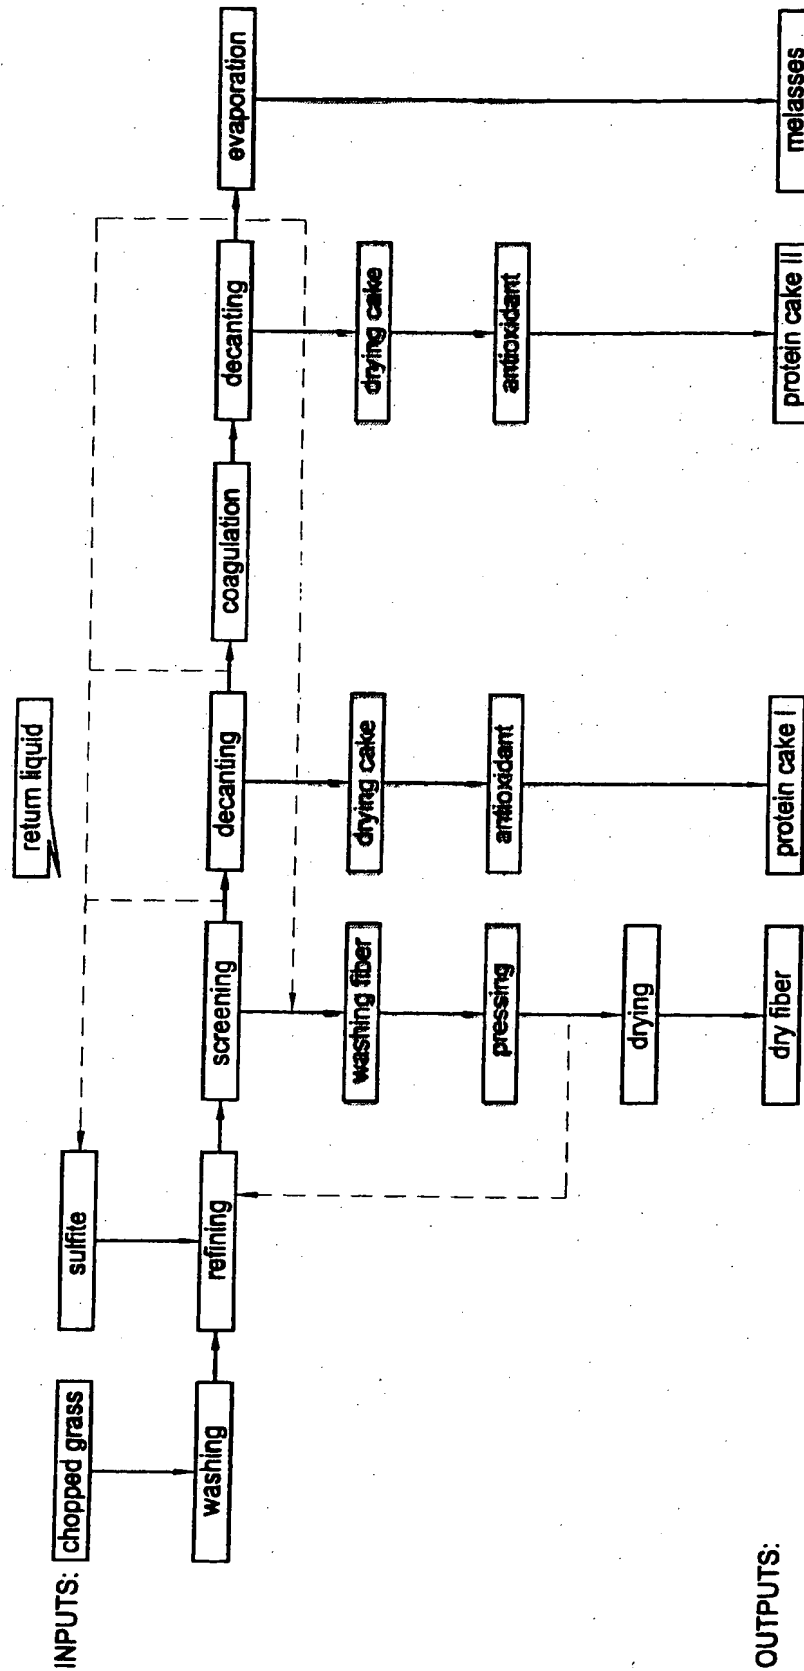 INPUTS:
chopped grass
sulfite
return liquid
washing
refining
screening
decanting
coagulation
decanting
evaporation
washing fiber
drying cake
drying cake
pressing
antioxidant
antioxidant
drying
OUTPUTS:
dry fiber
protein cake I
protein cake II
melasses